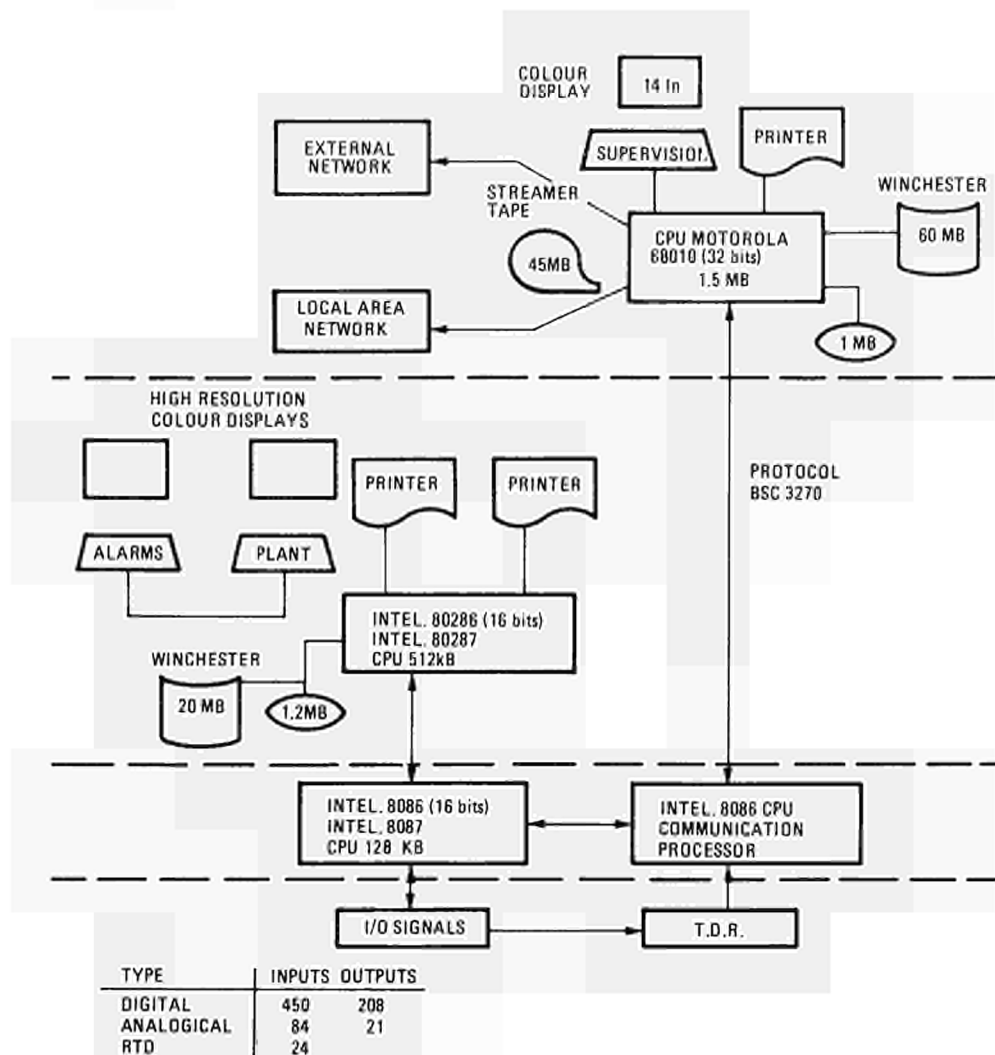 COLOUR
DISPLAY
14 In
EXTERNAL
NETWORK
SUPERVISION
PRINTER
STREAMER
TAPE
WINCHESTER
45MB
CPU MOTOROLA
68010 (32 bits)
1.5 MB
60 MB
LOCAL AREA
NETWORK
1 MB
HIGH RESOLUTION
COLOUR DISPLAYS
PRINTER
PRINTER
PROTOCOL
BSC 3270
ALARMS
PLANT
INTEL. 80286 (16 bits)
INTEL. 80287
CPU 512kB
WINCHESTER
20 MB
1.2MB
INTEL. 8086 (16 bits)
INTEL. 8087
CPU 128 KB
INTEL. 8086 CPU
COMMUNICATION
PROCESSOR
I/O SIGNALS
T.D.R.
TYPE INPUTS OUTPUTS
DIGITAL 450 208
ANALOGICAL 84 21
RTD 24